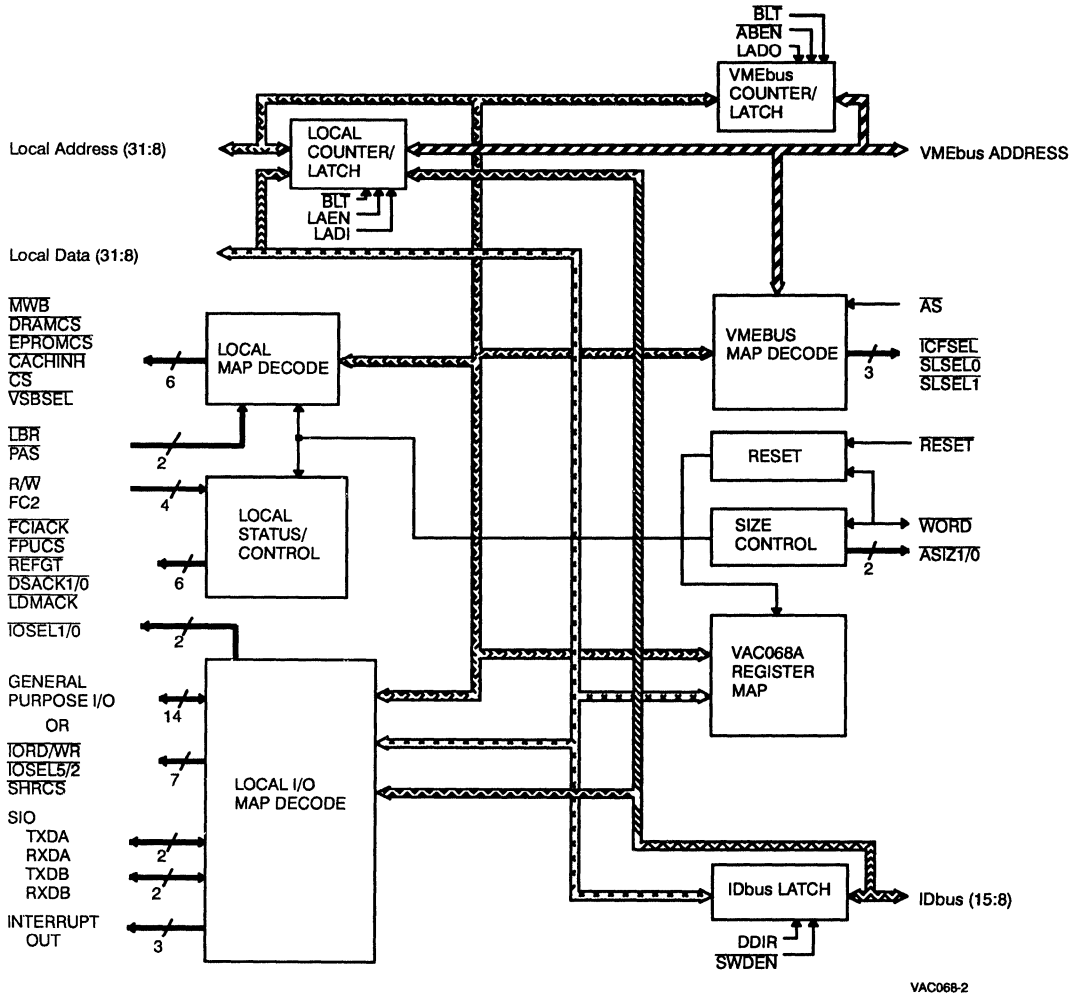 BLT
ABEN
LADO
VMEbus
COUNTER/
LATCH
Local Address (31:8)
LOCAL
COUNTER/
LATCH
VMEbus ADDRESS
BLT
LAEN
LADI
Local Data (31:8)
MWB
DRAMCS
EPROMCS
CACHINH
CS
VSBSEL
6
LOCAL
MAP DECODE
VMEBUS
MAP DECODE
AS
3
ICFSEL
SLSEL0
SLSEL1
LBR
PAS
2
RESET
RESET
R/W
FC2
4
LOCAL
STATUS/
CONTROL
SIZE
CONTROL
WORD
2
ASIZ1/0
FCIACK
FPUCS
REFGT
DSACK1/0
LDMACK
6
IOSEL1/0
2
VAC068A
REGISTER
MAP
GENERAL
PURPOSE I/O
14
OR
IORD/WR
IOSEL5/2
SHRCS
7
LOCAL I/O
MAP DECODE
SIO
TXDA
RXDA
2
TXDB
RXDB
2
IDbus LATCH
IDbus (15:8)
INTERRUPT
OUT
3
DDIR
SWDEN
VAC068-2